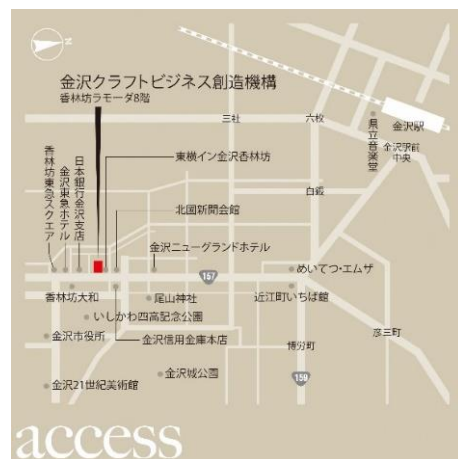 N
金沢クラフトビジネス創造機構
香林坊ラモーダ8階
三社
六枚
県立音楽堂
金沢駅
金沢駅前中央
白銀
香林坊東急スクエア
金沢東急ホテル
日本銀行金沢支店
東横イン金沢香林坊
北国新聞会館
金沢ニューグランドホテル
157
めいてつ・エムザ
香林坊大和
尾山神社
近江町いちば館
いしかわ四高記念公園
彦三町
金沢市役所
金沢信用金庫本店
博労町
159
金沢城公園
金沢21世紀美術館
access